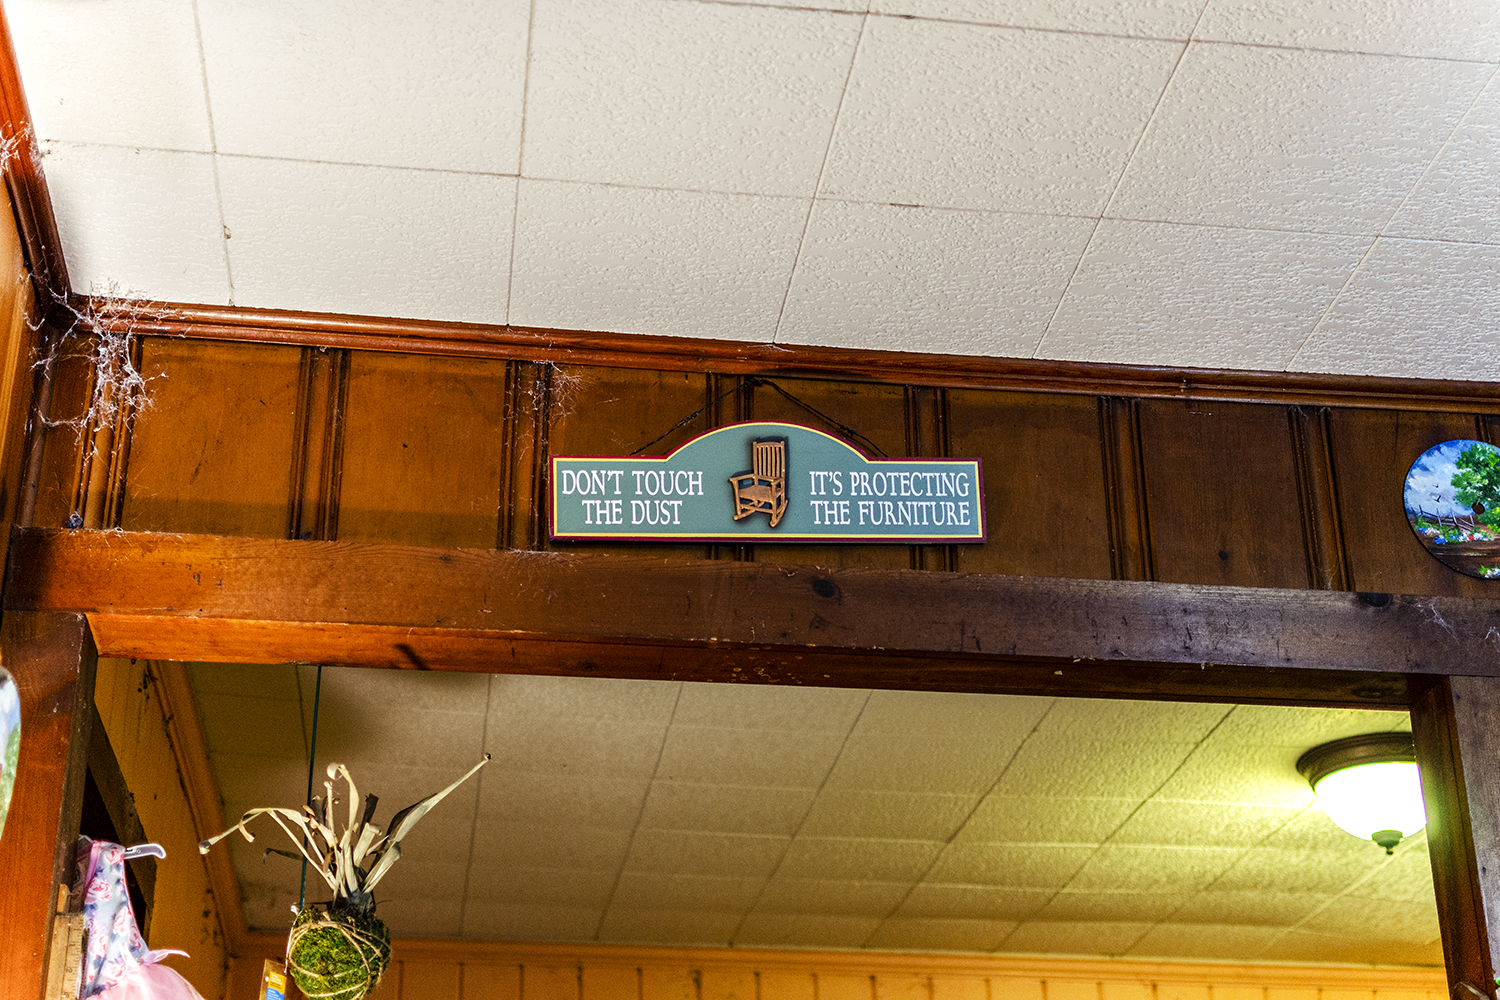 DON'T TOUCH
THE DUST
IT'S PROTECTING
THE FURNITURE